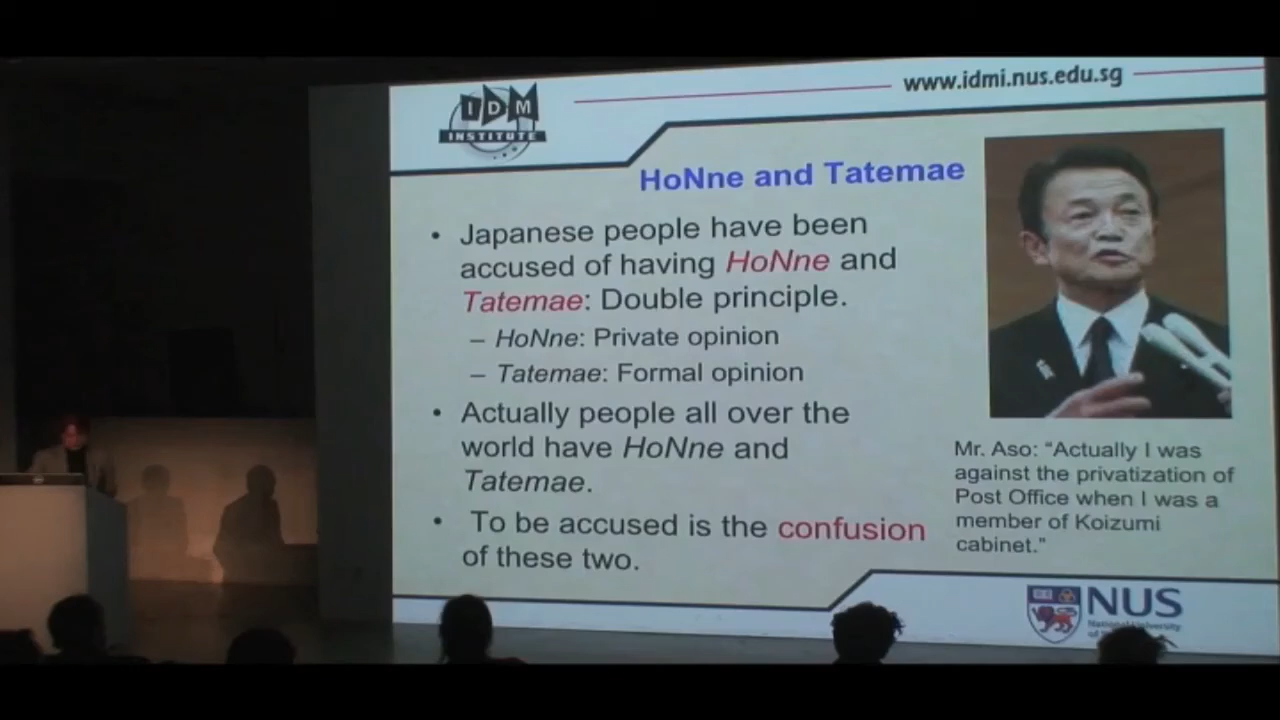 IDM
INSTITUTE
www.idmi.nus.edu.sg
HoNne and Tatemae
• Japanese people have been
accused of having HoNne and
Tatemae: Double principle.
– HoNne: Private opinion
– Tatemae: Formal opinion
• Actually people all over the
world have HoNne and
Tatemae.
• To be accused is the confusion
of these two.
Mr. Aso: “Actually I was
against the privatization of
Post Office when I was a
member of Koizumi
cabinet.”
NUS
National University